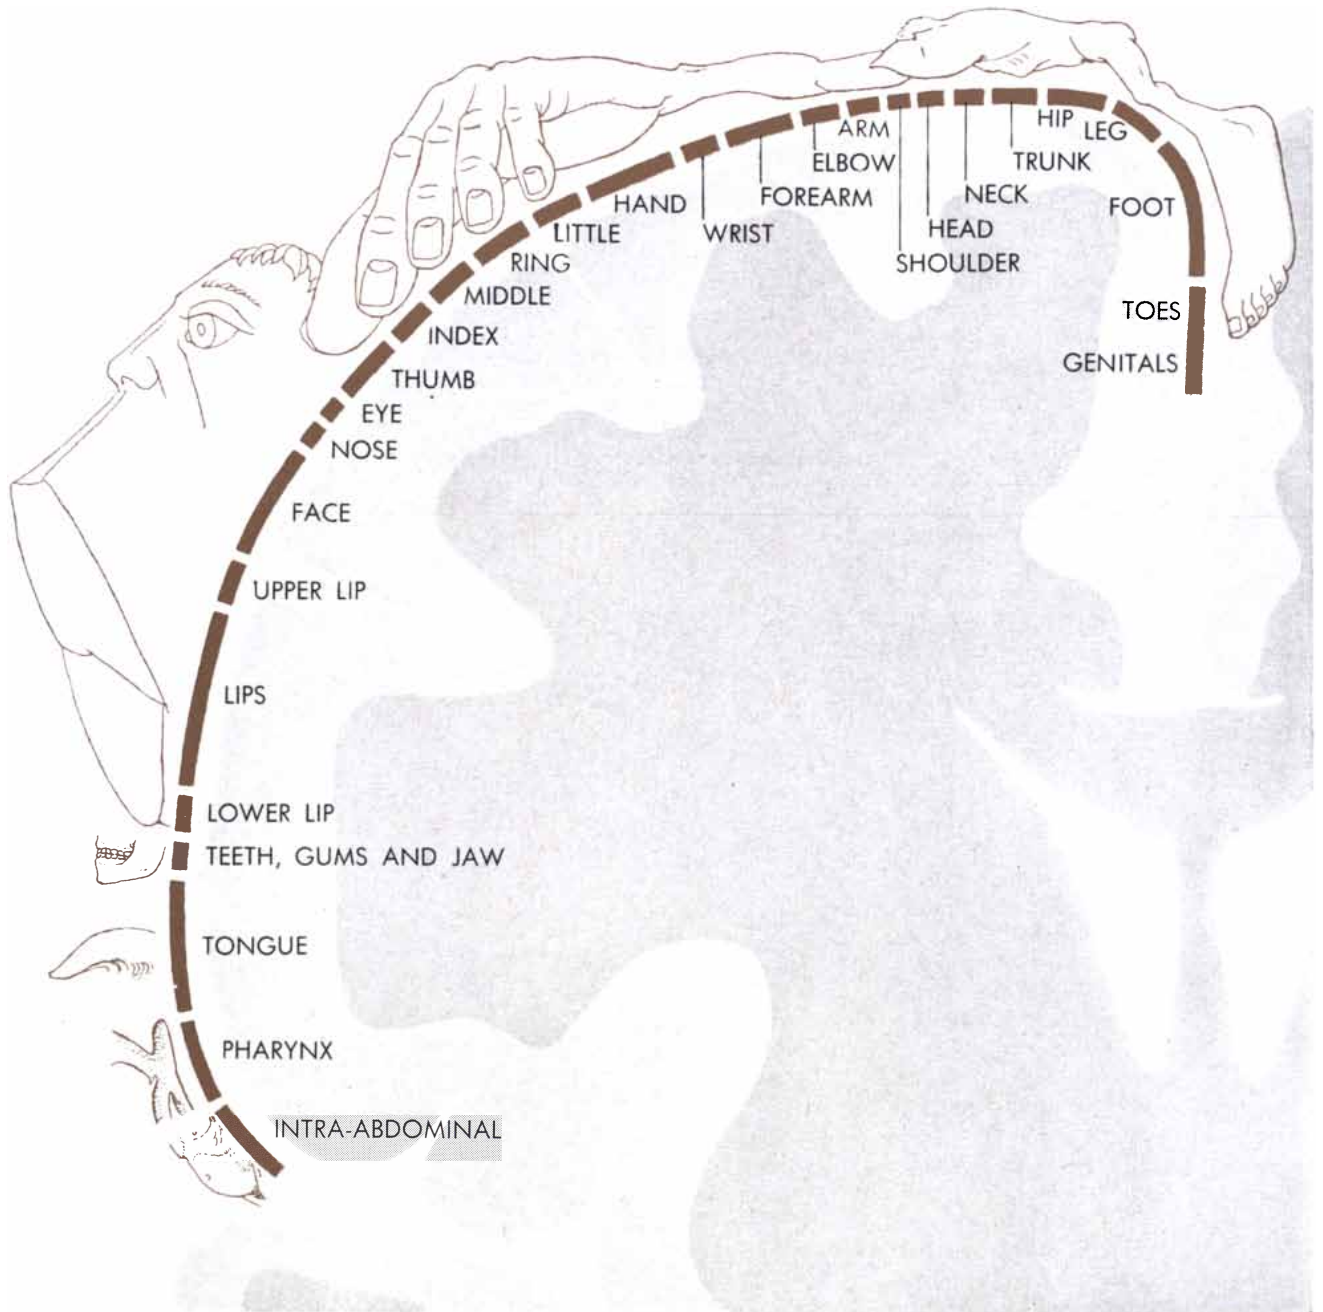 HIP
LEG
ARM
TRUNK
ELBOW
NECK
FOREARM
HAND
FOOT
HEAD
WRIST
LITTLE
SHOULDER
RING
MIDDLE
TOES
INDEX
GENITALS
THUMB
EYE
NOSE
FACE
UPPER LIP
LIPS
LOWER LIP
TEETH, GUMS AND JAW
TONGUE
PHARYNX
INTRA-ABDOMINAL